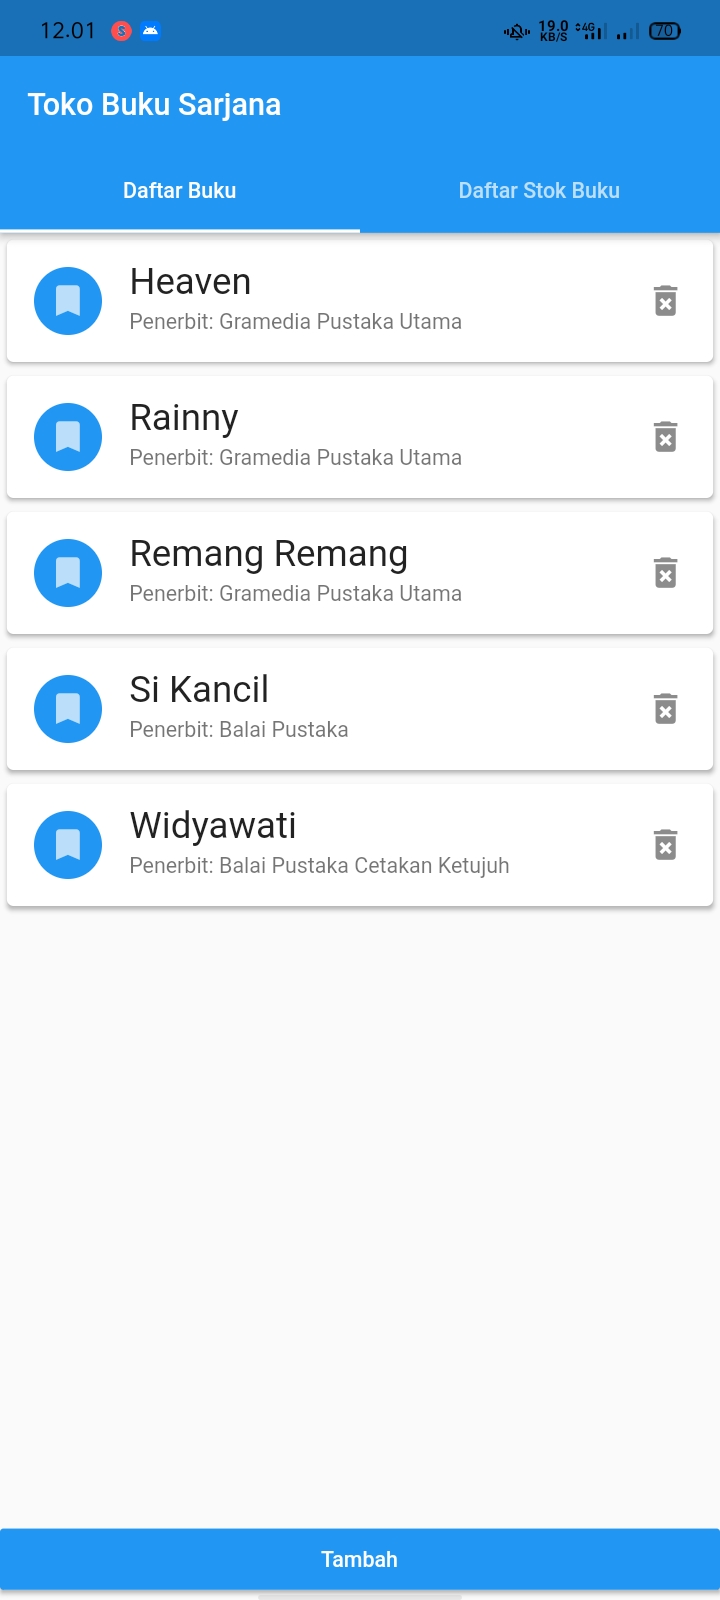 12.01
19.0
KB/S
4G
70
Toko Buku Sarjana
Daftar Buku
Daftar Stok Buku
Heaven
Penerbit: Gramedia Pustaka Utama
Rainny
Penerbit: Gramedia Pustaka Utama
Remang Remang
Penerbit: Gramedia Pustaka Utama
Si Kancil
Penerbit: Balai Pustaka
Widyawati
Penerbit: Balai Pustaka Cetakan Ketujuh
Tambah